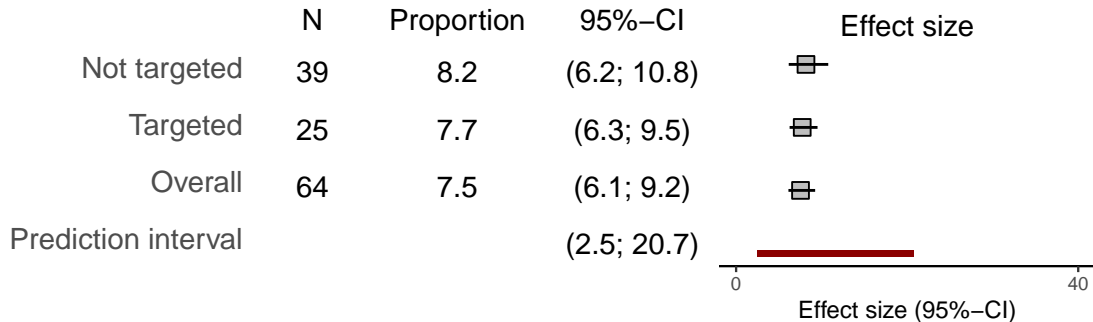 N Proportion 95%−CI Effect size
Not targeted 39 8.2 (6.2; 10.8)
Targeted 25 7.7 (6.3; 9.5)
Overall 64 7.5 (6.1; 9.2)
Prediction interval (2.5; 20.7)
0 40
Effect size (95%−CI)